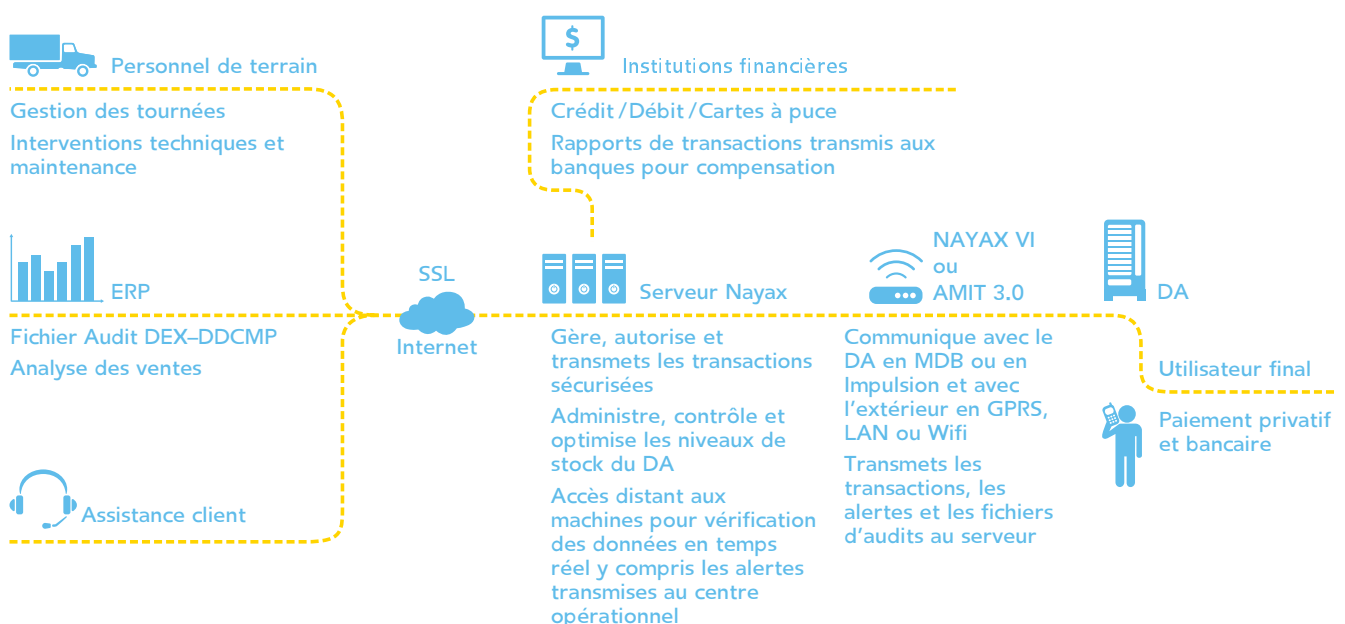 Personnel de terrain
Gestion des tournées
Interventions techniques et
maintenance
$
Institutions financières
Crédit/Débit/Cartes à puce
Rapports de transactions transmis aux
banques pour compensation
ERP
Fichier Audit DEX–DDCMP
Analyse des ventes
Assistance client
SSL
Internet
Serveur Nayax
Gère, autorise et
transmets les transactions
sécurisées
Administre, contrôle et
optimise les niveaux de
stock du DA
Accès distant aux
machines pour vérification
des données en temps
réel y compris les alertes
transmises au centre
opérationnel
NAYAX VI
ou
AMIT 3.0
Communique avec le
DA en MDB ou en
Impulsion et avec
l’extérieur en GPRS,
LAN ou Wifi
Transmets les
transactions, les
alertes et les fichiers
d’audits au serveur
DA
Utilisateur final
Paiement privatif
et bancaire